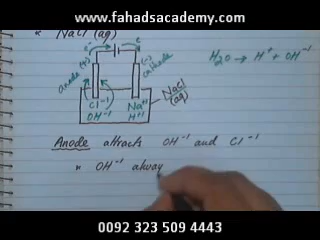 www.fahadsacademy.com
" NaCl (aq)
e⁻ e⁻
H₂O → H⁺ + OH⁻¹
anode (+)
(-) cathode
Cl⁻¹ Na⁺¹
OH⁻¹ H⁺¹
NaCl
(aq)
Anode attracts OH⁻¹ and Cl⁻¹
" OH⁻¹ alway
0092 323 509 4443